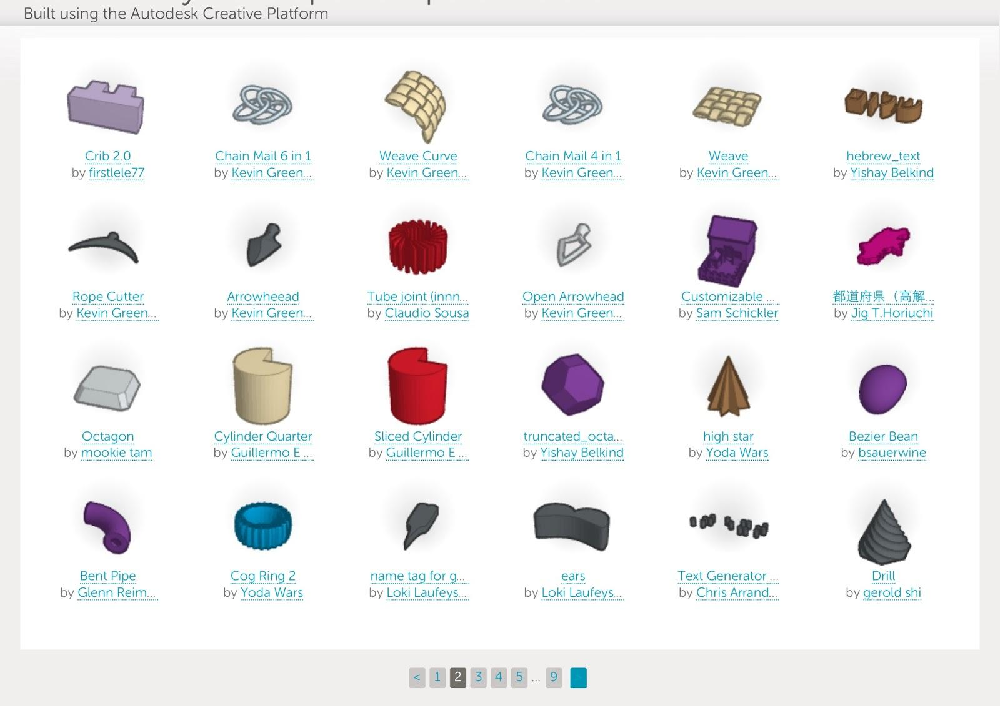 Built using the Autodesk Creative Platform
Crib 2.0
by firstlele77
Chain Mail 6 in 1
by Kevin Green...
Weave Curve
by Kevin Green...
Chain Mail 4 in 1
by Kevin Green...
Weave
by Kevin Green...
hebrew_text
by Yishay Belkind
Rope Cutter
by Kevin Green...
Arrowheead
by Kevin Green...
Tube joint (innn...
by Claudio Sousa
Open Arrowhead
by Kevin Green...
Customizable ...
by Sam Schickler
都道府県（高解...
by Jig T.Horiuchi
Octagon
by mookie tam
Cylinder Quarter
by Guillermo E ...
Sliced Cylinder
by Guillermo E ...
truncated_octa...
by Yishay Belkind
high star
by Yoda Wars
Bezier Bean
by bsauerwine
Bent Pipe
by Glenn Reim...
Cog Ring 2
by Yoda Wars
name tag for g...
by Loki Laufeys...
ears
by Loki Laufeys...
Text Generator ...
by Chris Arrand...
Drill
by gerold shi
< 1 2 3 4 5 ... 9 >